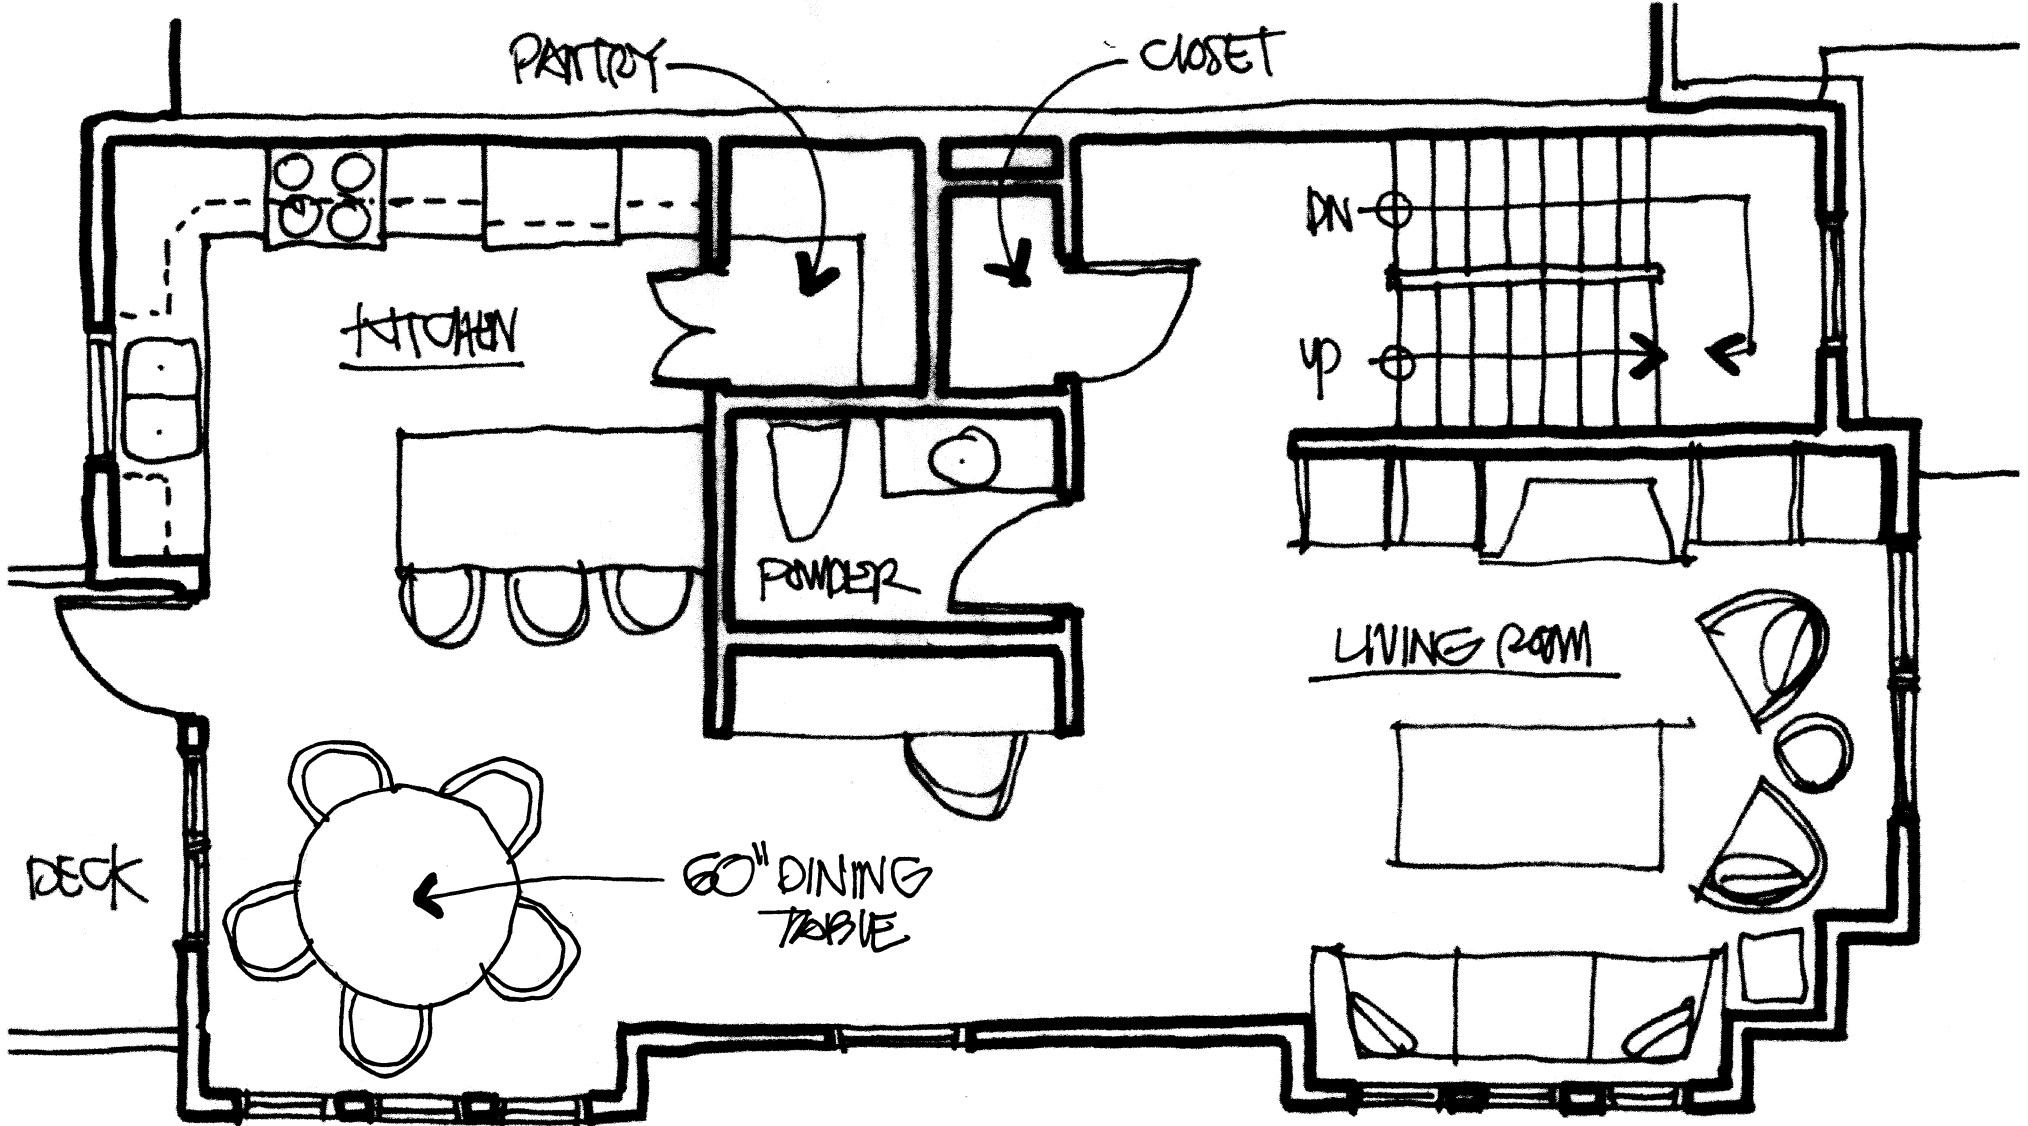 PANTRY
CLOSET
DN
KITCHEN
UP
POWDER
LIVING ROOM
DECK
60" DINING
TABLE